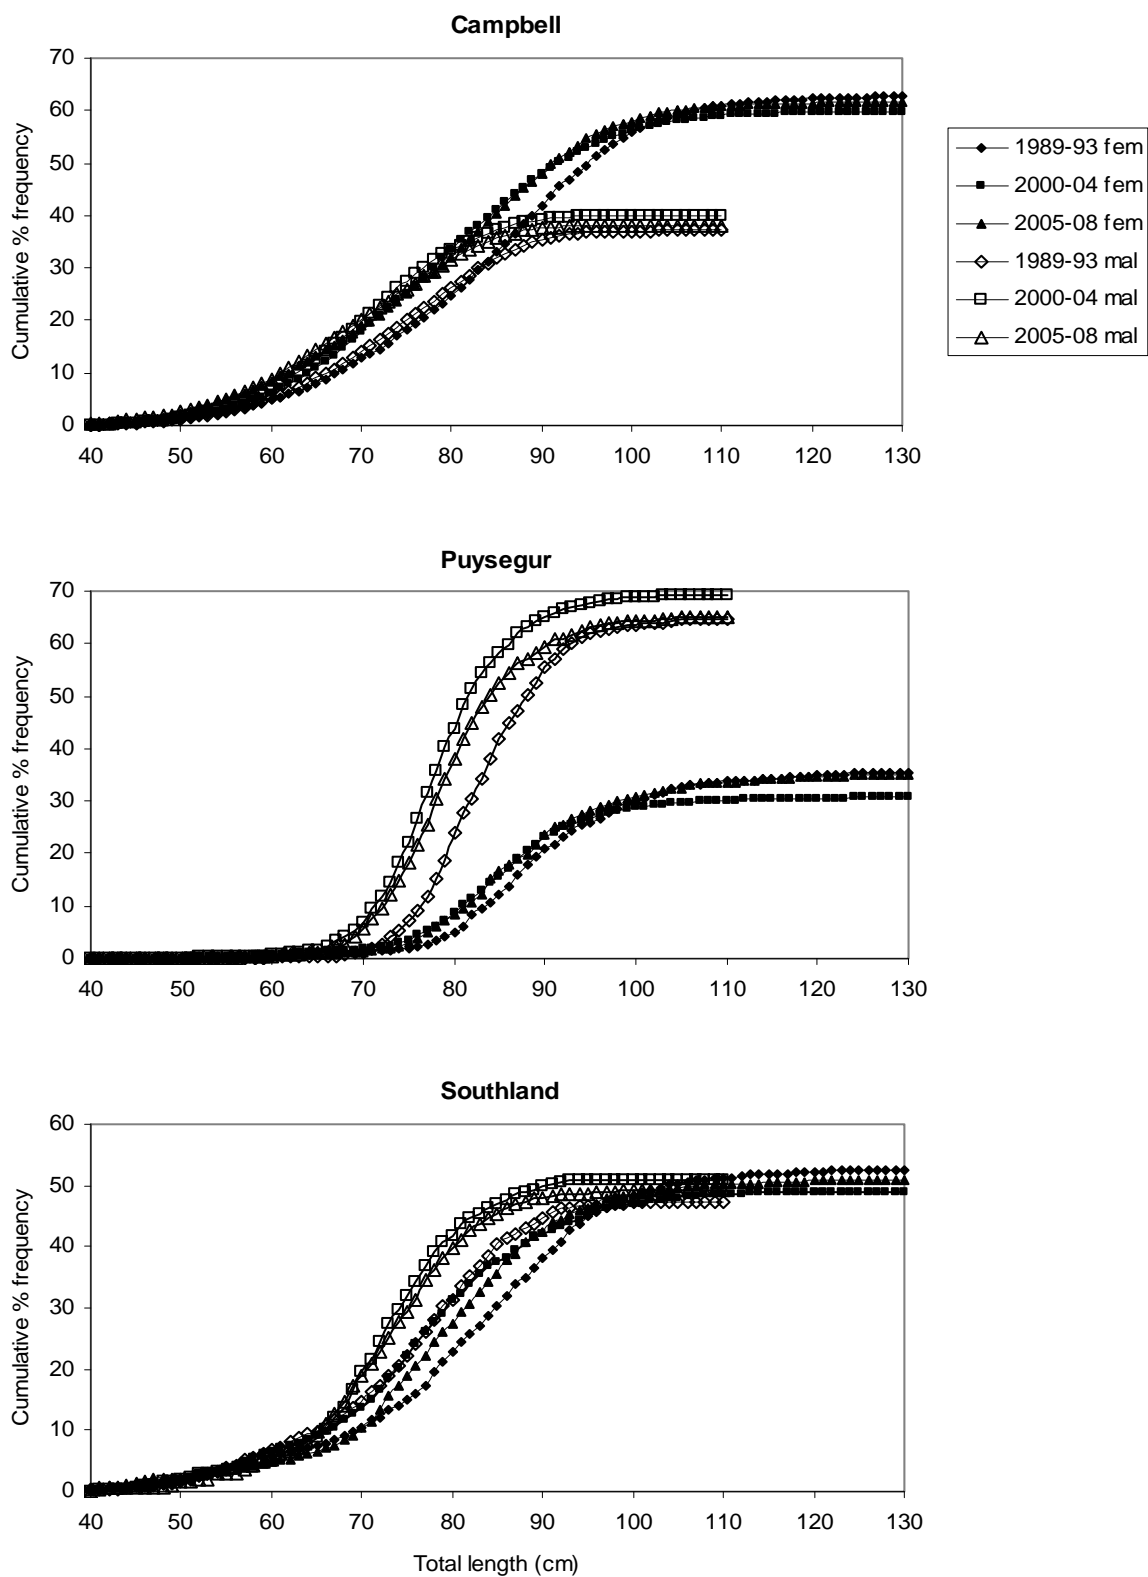 Campbell
70
60
50
40
30
20
10
0
Cumulative % frequency
40 50 60 70 80 90 100 110 120 130
1989-93 fem
2000-04 fem
2005-08 fem
1989-93 mal
2000-04 mal
2005-08 mal
Puysegur
70
60
50
40
30
20
10
0
Cumulative % frequency
40 50 60 70 80 90 100 110 120 130
Southland
60
50
40
30
20
10
0
Cumulative % frequency
40 50 60 70 80 90 100 110 120 130
Total length (cm)